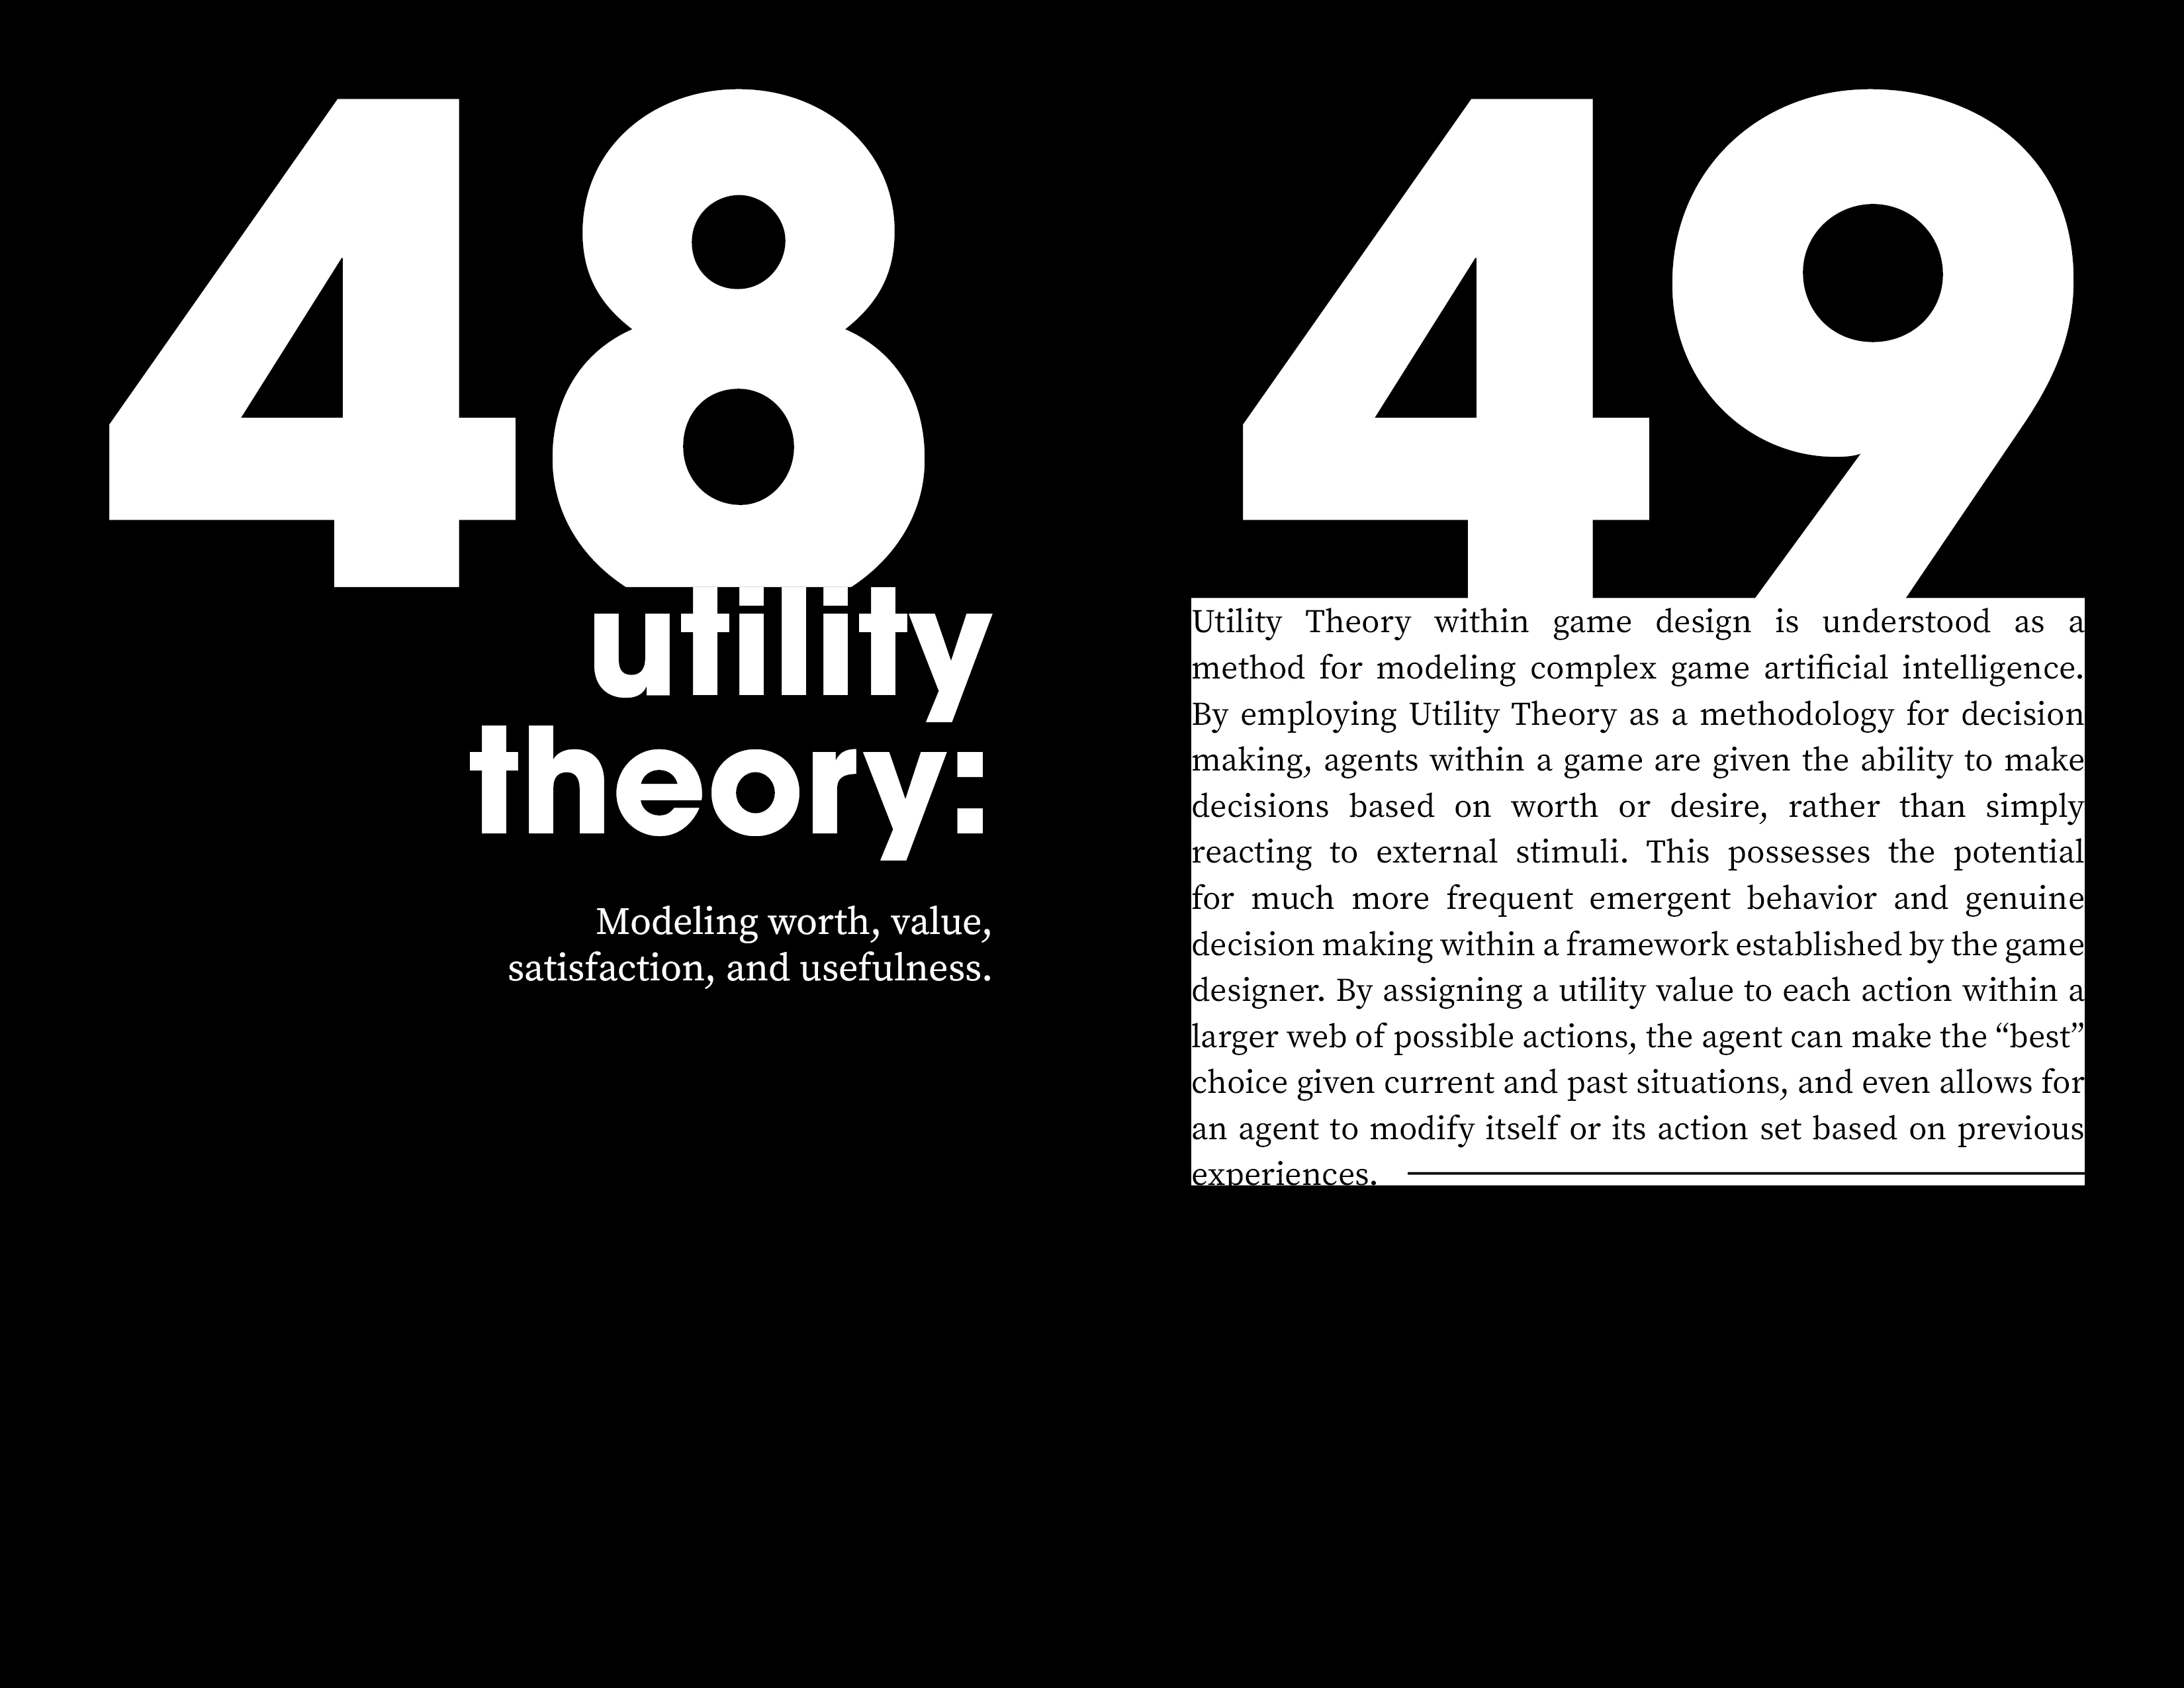 48
utility
theory:
Modeling worth, value,
satisfaction, and usefulness.
49
Utility Theory within game design is understood as a
method for modeling complex game artificial intelligence.
By employing Utility Theory as a methodology for decision
making, agents within a game are given the ability to make
decisions based on worth or desire, rather than simply
reacting to external stimuli. This possesses the potential
for much more frequent emergent behavior and genuine
decision making within a framework established by the game
designer. By assigning a utility value to each action within a
larger web of possible actions, the agent can make the “best”
choice given current and past situations, and even allows for
an agent to modify itself or its action set based on previous
experiences.